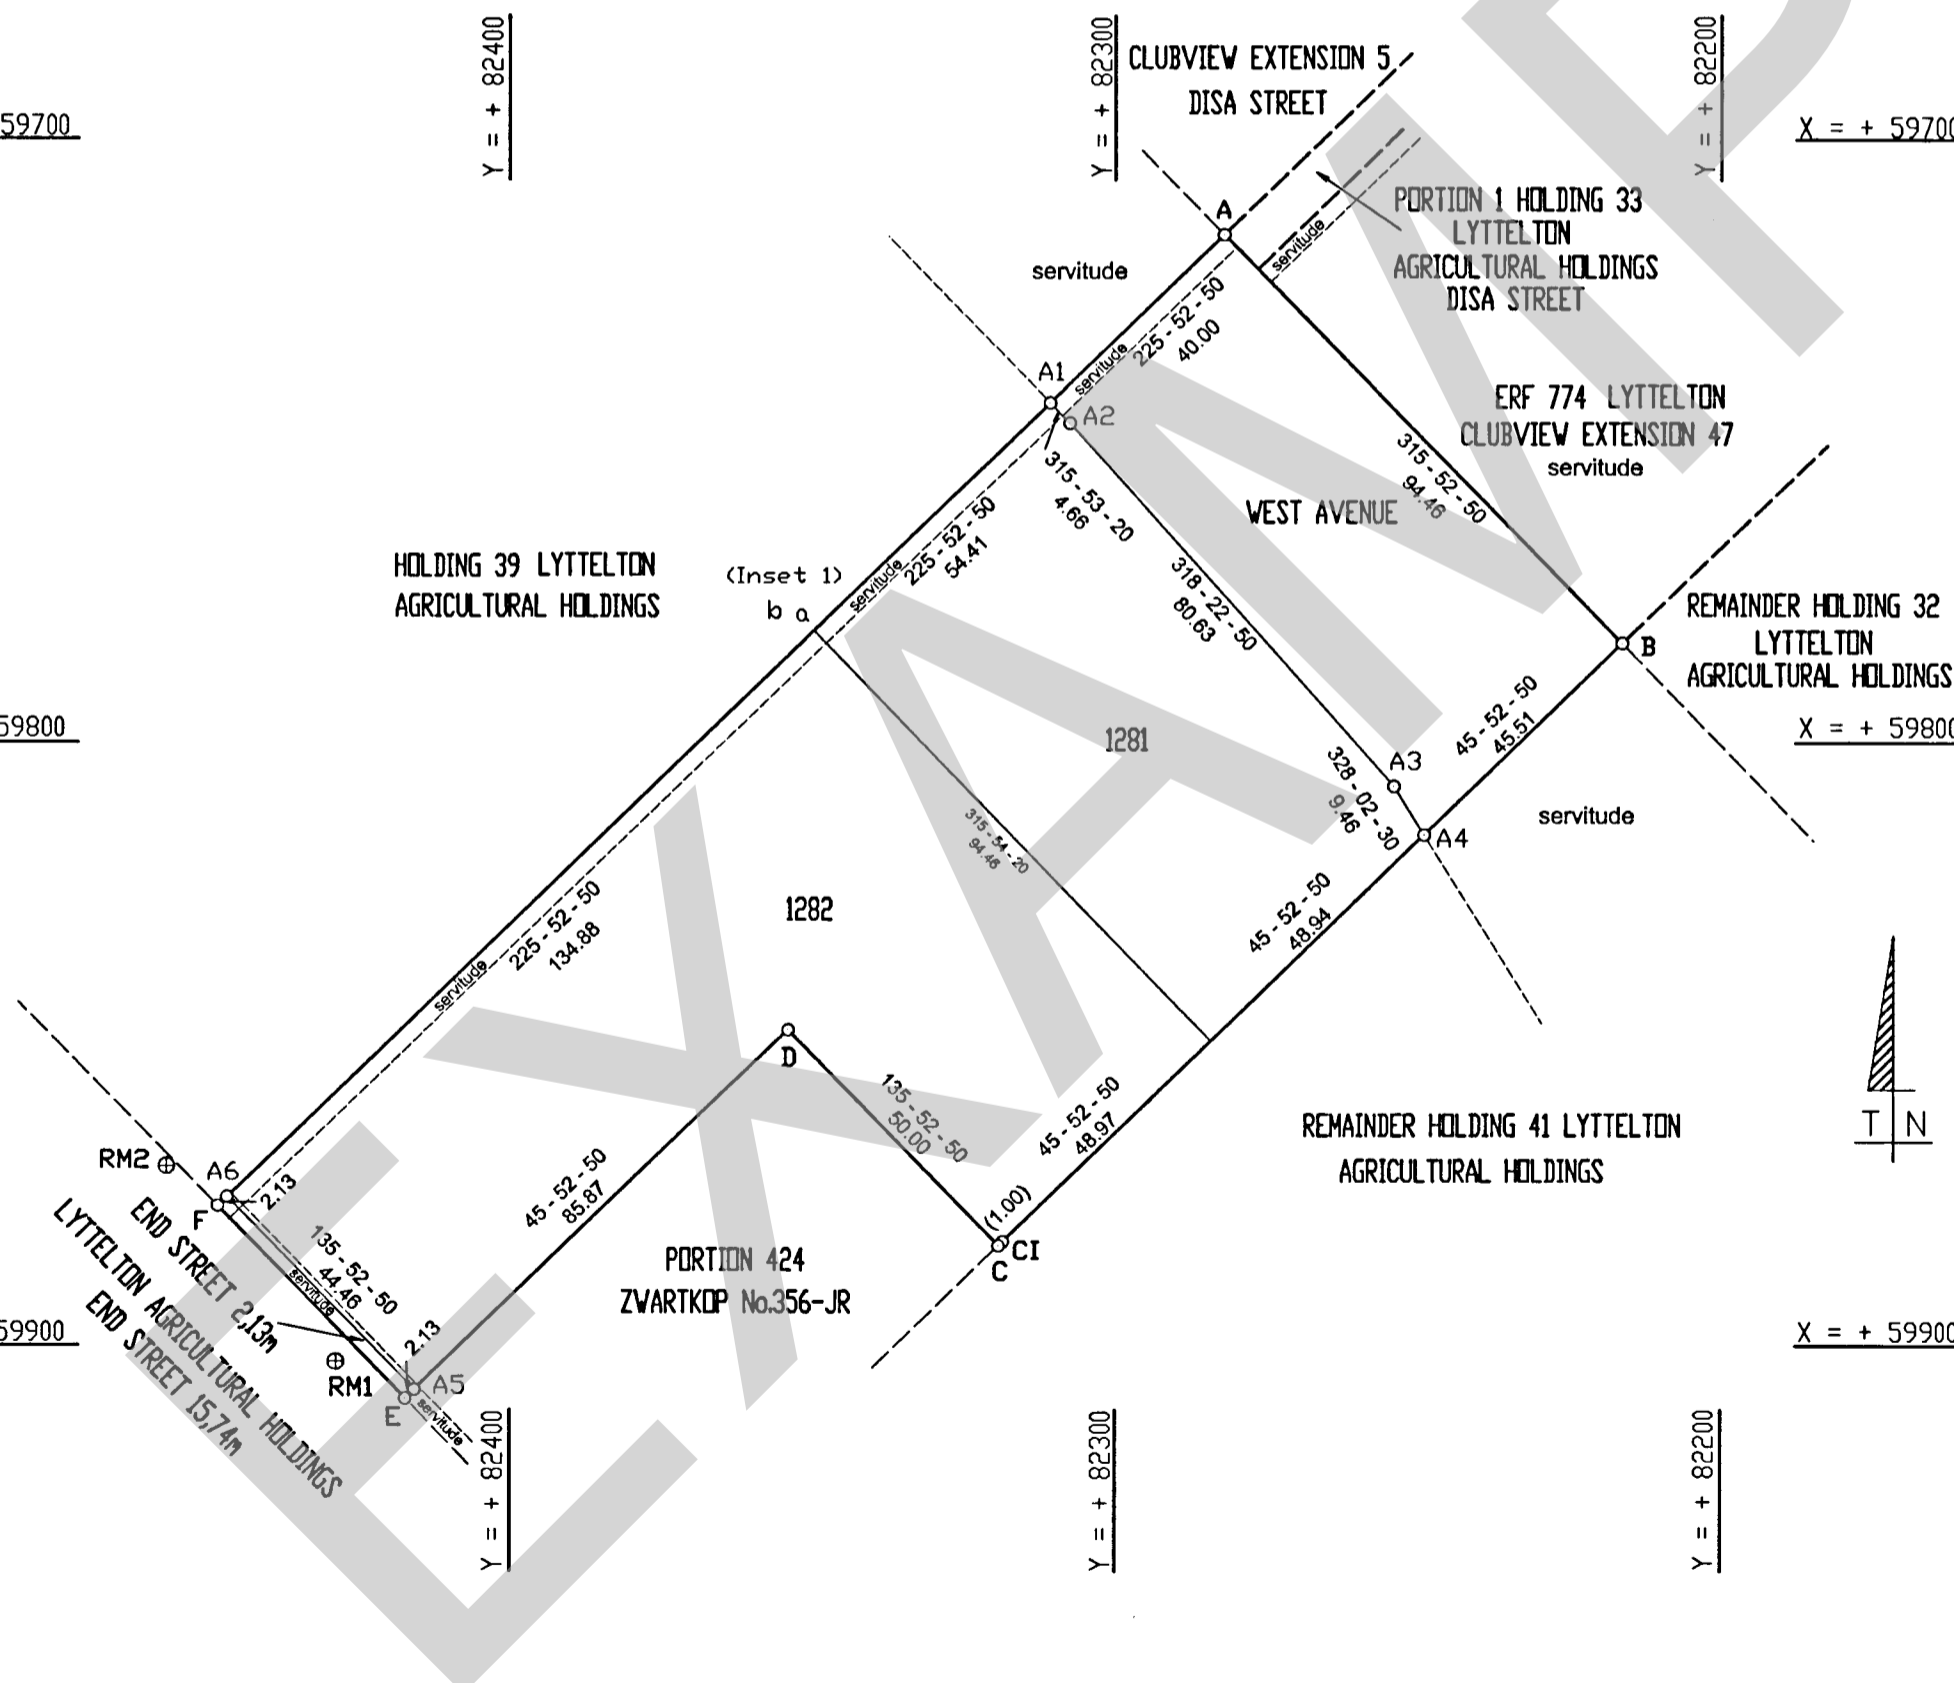 Y = + 82400
Y = + 82300
Y = + 82200
CLUBVIEW EXTENSION 5
DISA STREET
59700
X = + 59700
PORTION 1 HOLDING 33
LYTTELTON
AGRICULTURAL HOLDINGS
DISA STREET
A
servitude
servitude
225 - 52 - 50
40.00
servitude
A1
A2
315 - 53 - 20
4.66
ERF 774 LYTTELTON
CLUBVIEW EXTENSION 47
servitude
315 - 52 - 50
94.46
WEST AVENUE
HOLDING 39 LYTTELTON
AGRICULTURAL HOLDINGS
(Inset 1)
b a
servitude
225 - 52 - 50
54.41
318 - 22 - 50
80.63
B
REMAINDER HOLDING 32
LYTTELTON
AGRICULTURAL HOLDINGS
59800
X = + 59800
1281
45 - 52 - 50
45.51
A3
328 - 02 - 30
9.46
A4
servitude
315 - 54 - 20
94.46
1282
45 - 52 - 50
48.94
servitude
225 - 52 - 50
134.88
D
135 - 52 - 50
50.00
45 - 52 - 50
48.97
(1.00)
CI
C
REMAINDER HOLDING 41 LYTTELTON
AGRICULTURAL HOLDINGS
T N
RM2
A6
F
2.13
135 - 52 - 50
44.46
servitude
45 - 52 - 50
85.87
END STREET 2,13m
LYTTELTON AGRICULTURAL HOLDINGS
END STREET 15,74m
PORTION 424
ZWARTKOP No.356-JR
2.13
RM1
A5
E
servitude
59900
X = + 59900
Y = + 82400
Y = + 82300
Y = + 82200